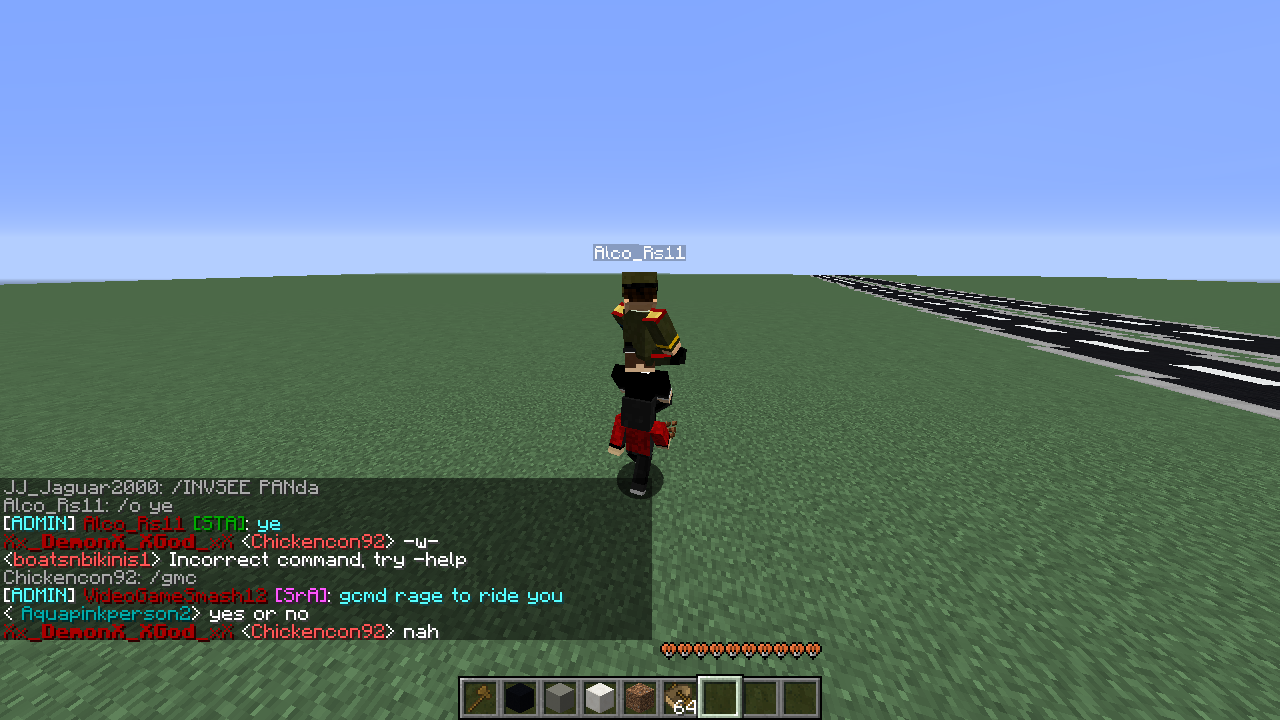 Alco_Rs11
JJ_Jaguar2000: /INVSEE PANda
Alco_Rs11: /o ye
[ADMIN] Alco_Rs11 [STA]: ye
Xx_DemonX_XGod_xX <Chickencon92> -w-
<boatsnbikinis1> Incorrect command, try -help
Chickencon92: /gmc
[ADMIN] VideoGameSmash12 [SrA]: gcmd rage to ride you
< Aquapinkperson2> yes or no
Xx_DemonX_XGod_xX <Chickencon92> nah
64